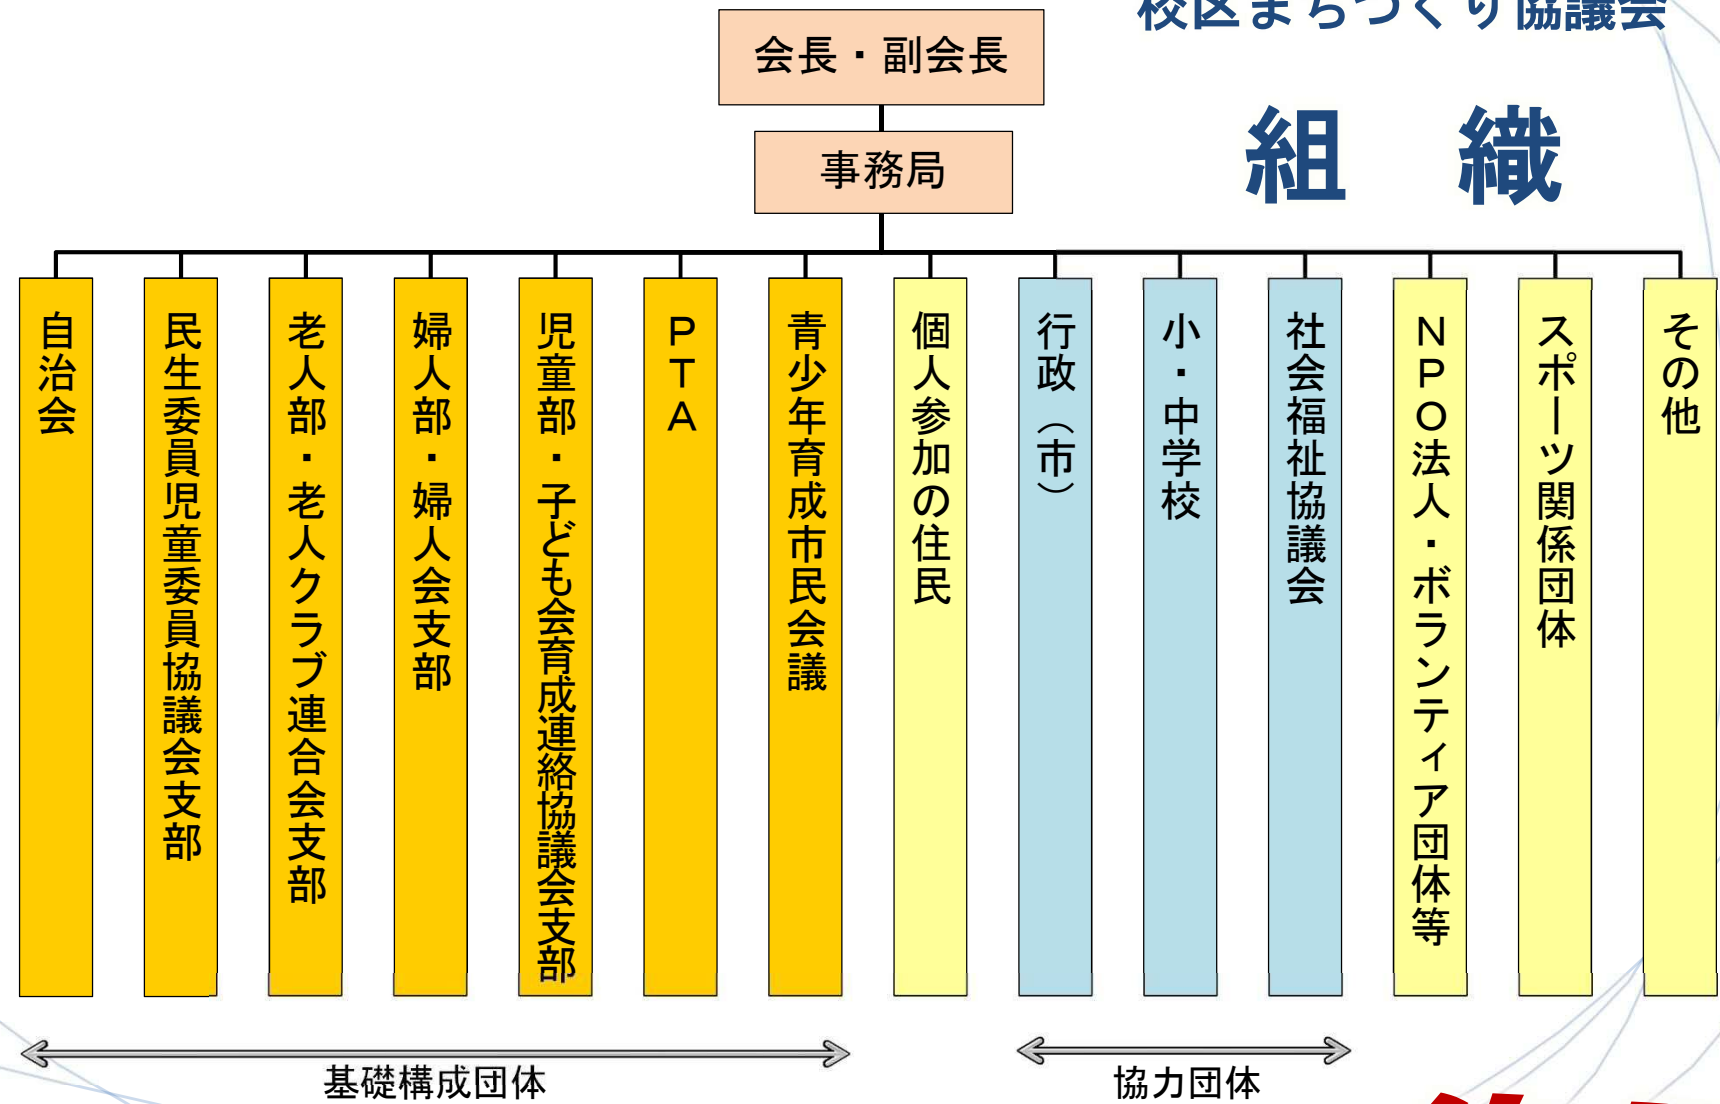 校区まちづくり協議会
組　織
会長・副会長
事務局
自治会
民生委員児童委員協議会支部
老人部・老人クラブ連合会支部
婦人部・婦人会支部
児童部・子ども会育成連絡協議会支部
ＰＴＡ
青少年育成市民会議
個人参加の住民
行政（市）
小・中学校
社会福祉協議会
ＮＰＯ法人・ボランティア団体等
スポーツ関係団体
その他
基礎構成団体
協力団体